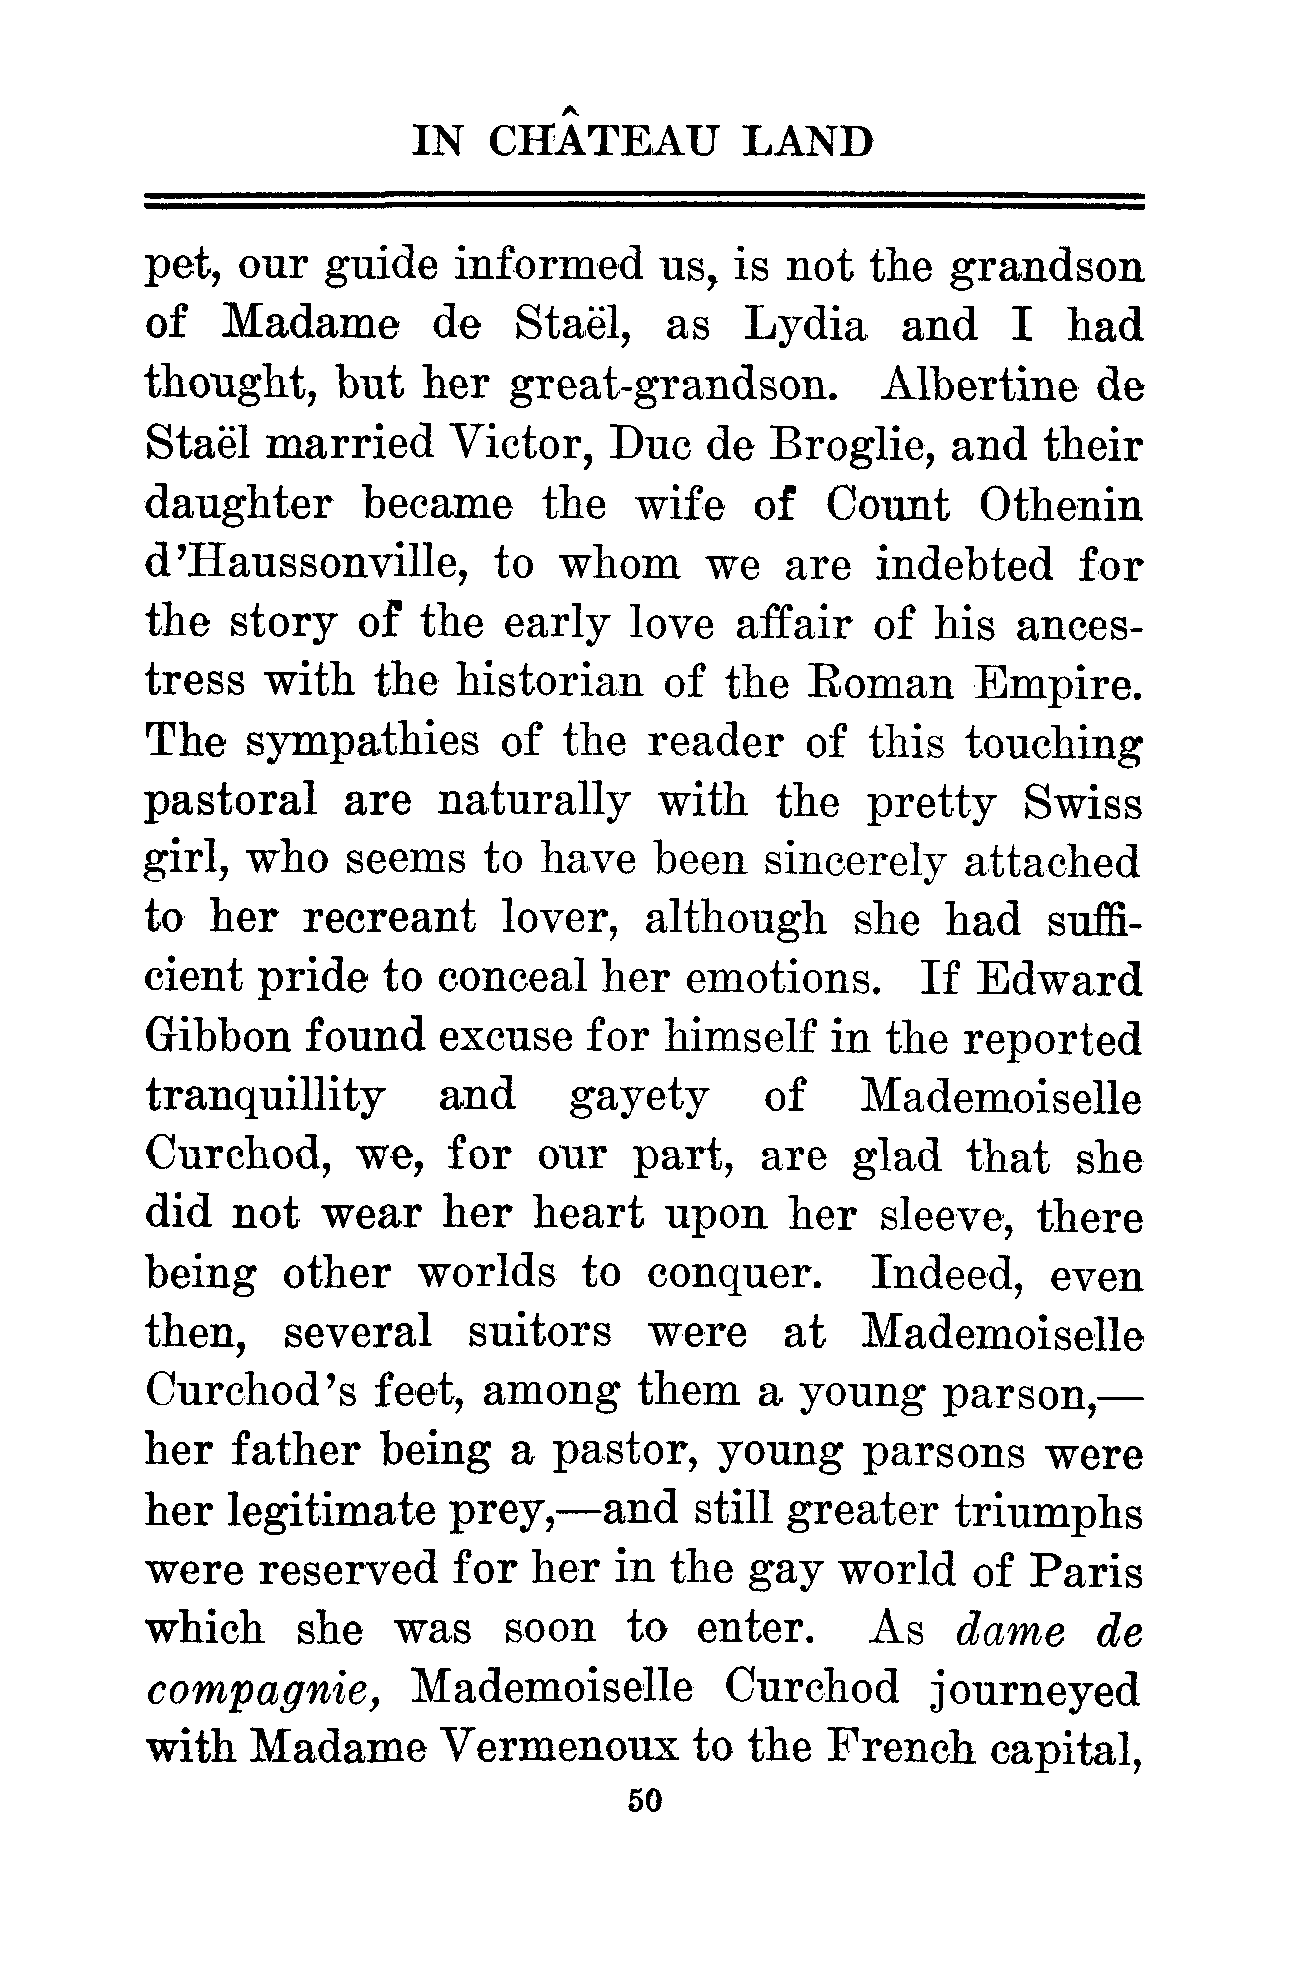 IN CHÂTEAU LAND
pet, our guide informed us, is not the grandson
of Madame de Staël, as Lydia and I had
thought, but her great-grandson. Albertine de
Staël married Victor, Duc de Broglie, and their
daughter became the wife of Count Othenin
d'Haussonville, to whom we are indebted for
the story of the early love affair of his ances-
tress with the historian of the Roman Empire.
The sympathies of the reader of this touching
pastoral are naturally with the pretty Swiss
girl, who seems to have been sincerely attached
to her recreant lover, although she had suffi-
cient pride to conceal her emotions. If Edward
Gibbon found excuse for himself in the reported
tranquillity and gayety of Mademoiselle
Curchod, we, for our part, are glad that she
did not wear her heart upon her sleeve, there
being other worlds to conquer. Indeed, even
then, several suitors were at Mademoiselle
Curchod's feet, among them a young parson,—
her father being a pastor, young parsons were
her legitimate prey,—and still greater triumphs
were reserved for her in the gay world of Paris
which she was soon to enter. As dame de
compagnie, Mademoiselle Curchod journeyed
with Madame Vermenoux to the French capital,
50